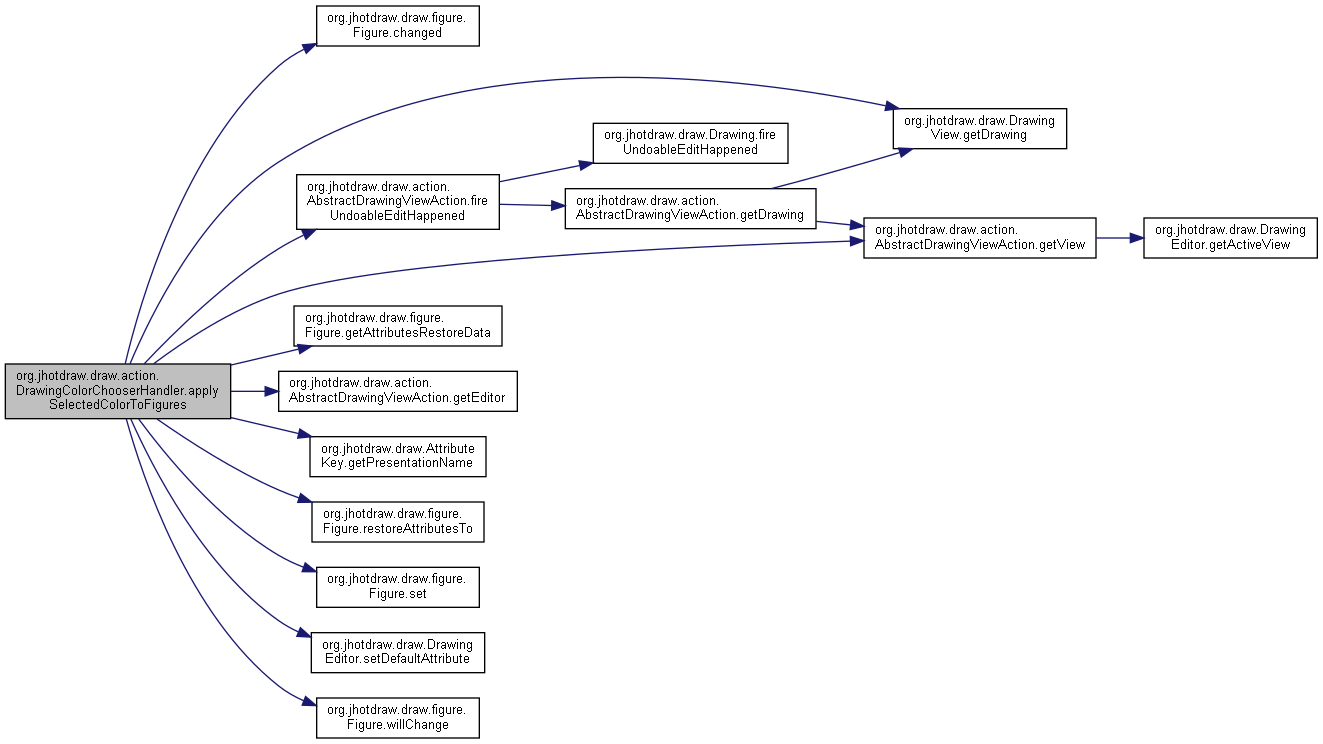 org.jhotdraw.draw.figure.
Figure.changed
org.jhotdraw.draw.Drawing
View.getDrawing
org.jhotdraw.draw.Drawing.fire
UndoableEditHappened
org.jhotdraw.draw.action.
AbstractDrawingViewAction.fire
UndoableEditHappened
org.jhotdraw.draw.action.
AbstractDrawingViewAction.getDrawing
org.jhotdraw.draw.action.
AbstractDrawingViewAction.getView
org.jhotdraw.draw.Drawing
Editor.getActiveView
org.jhotdraw.draw.figure.
Figure.getAttributesRestoreData
org.jhotdraw.draw.action.
DrawingColorChooserHandler.apply
SelectedColorToFigures
org.jhotdraw.draw.action.
AbstractDrawingViewAction.getEditor
org.jhotdraw.draw.Attribute
Key.getPresentationName
org.jhotdraw.draw.figure.
Figure.restoreAttributesTo
org.jhotdraw.draw.figure.
Figure.set
org.jhotdraw.draw.Drawing
Editor.setDefaultAttribute
org.jhotdraw.draw.figure.
Figure.willChange